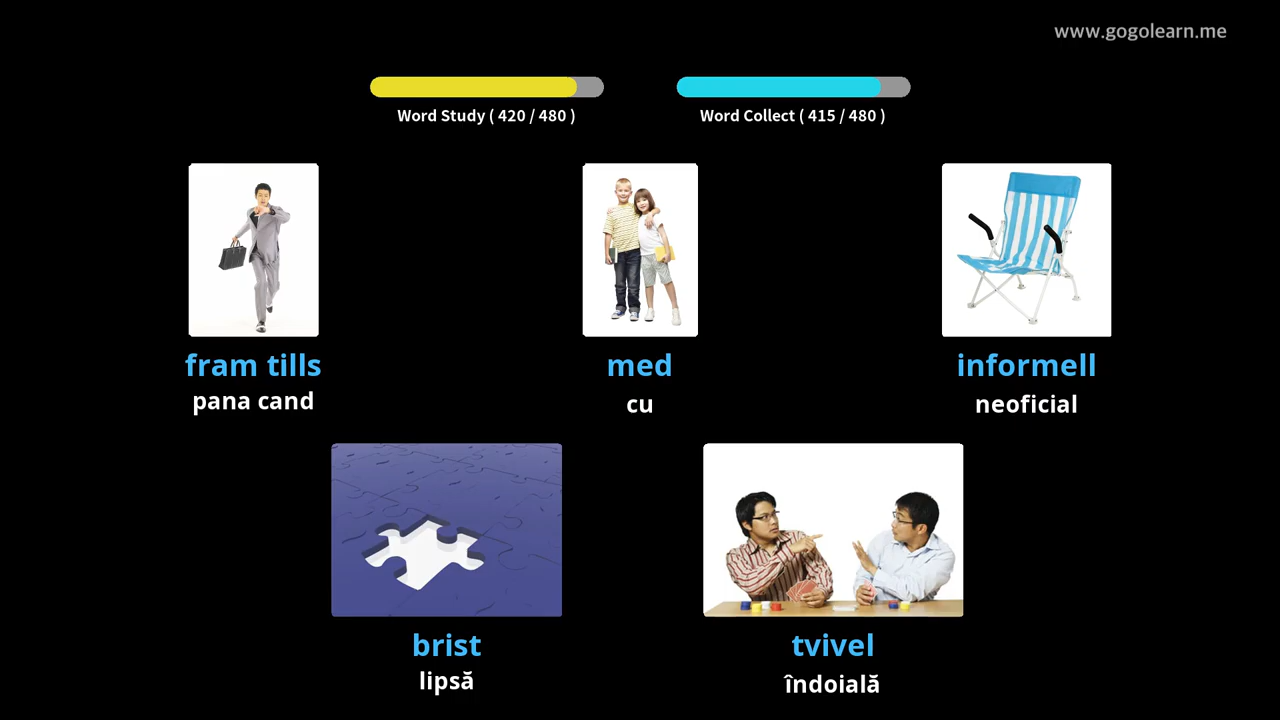 www.gogolearn.me
Word Study ( 420 / 480 )
Word Collect ( 415 / 480 )
fram tills
pana cand
med
cu
informell
neoficial
brist
lipsă
tvivel
îndoială